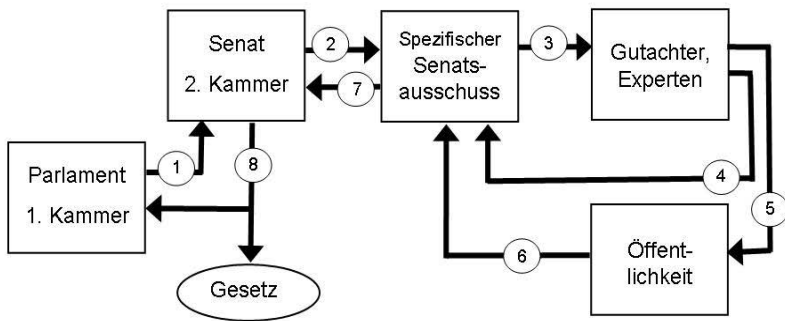 Senat
2. Kammer
2
7
Spezifischer
Senats-
ausschuss
3
Gutachter,
Experten
1
8
4
5
Parlament
1. Kammer
6
Öffent-
lichkeit
Gesetz